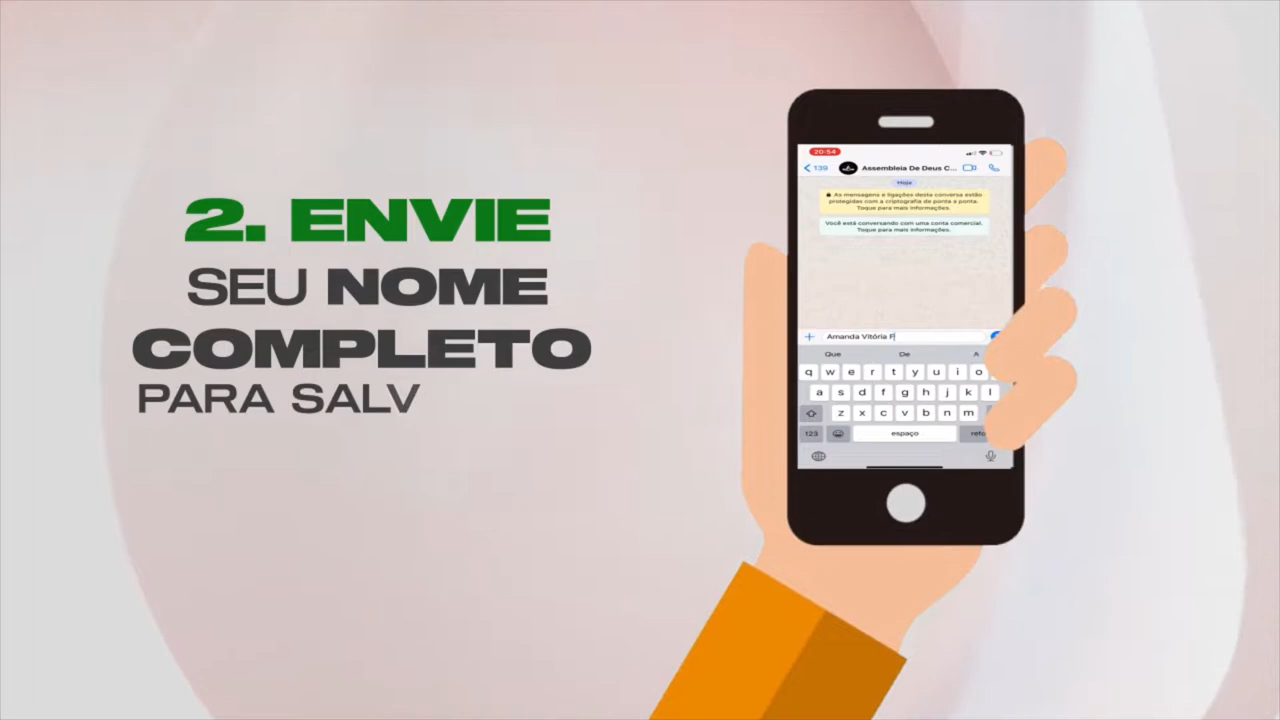 2. ENVIE
SEU NOME
COMPLETO
PARA SALV
20:54
139
Assembleia De Deus C...
Hoje
As mensagens e ligações desta conversa estão
protegidas com a criptografia de ponta a ponta.
Toque para mais informações.
Você está conversando com uma conta comercial.
Toque para mais informações.
Amanda Vitória F
Que De A
q w e r t y u i o
a s d f g h j k l
z x c v b n m
123 espaço reto